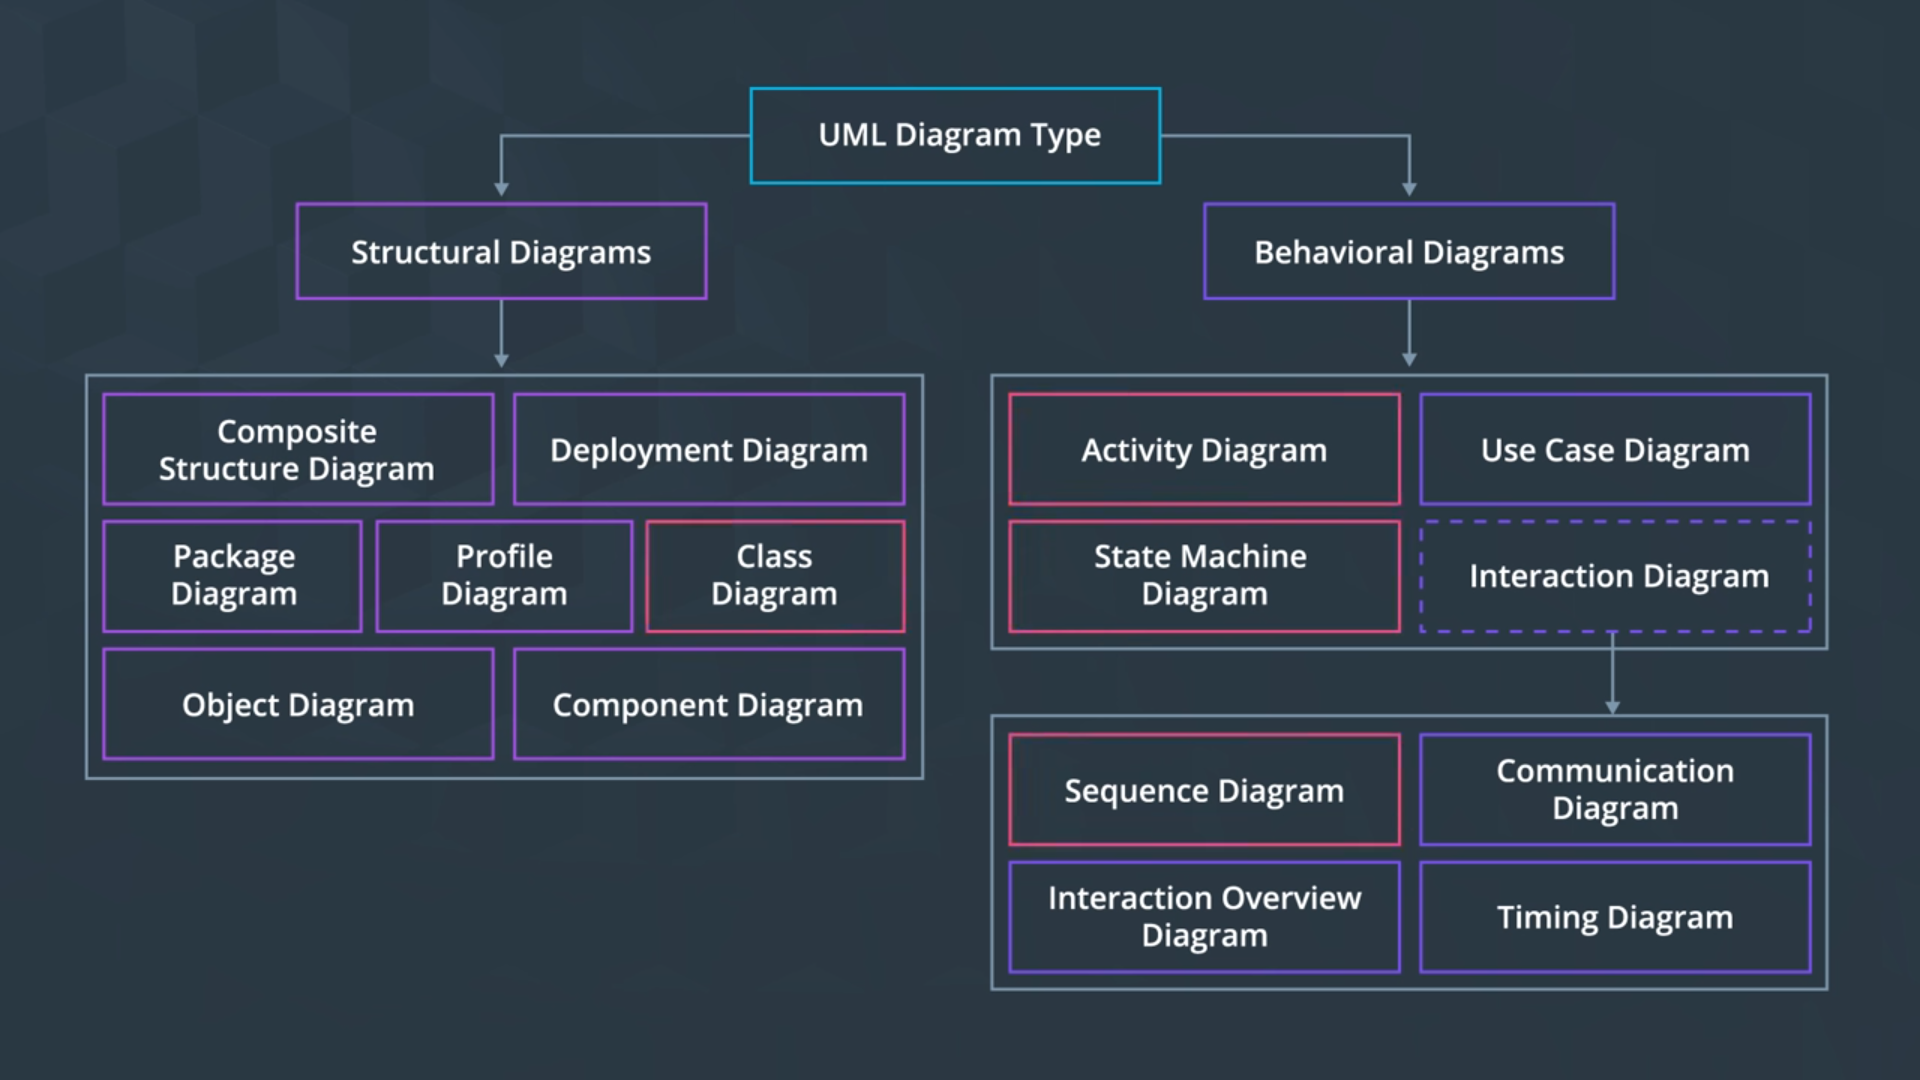 UML Diagram Type
Structural Diagrams
Behavioral Diagrams
Composite
Structure Diagram
Deployment Diagram
Package
Diagram
Profile
Diagram
Class
Diagram
Object Diagram
Component Diagram
Activity Diagram
Use Case Diagram
State Machine
Diagram
Interaction Diagram
Sequence Diagram
Communication
Diagram
Interaction Overview
Diagram
Timing Diagram